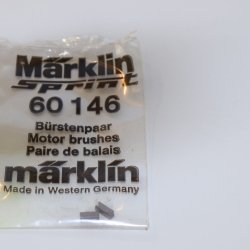 Märklin
Sprint
60 146
Bürstenpaar
Motor brushes
Paire de balais
märklin
Made in Western Germany